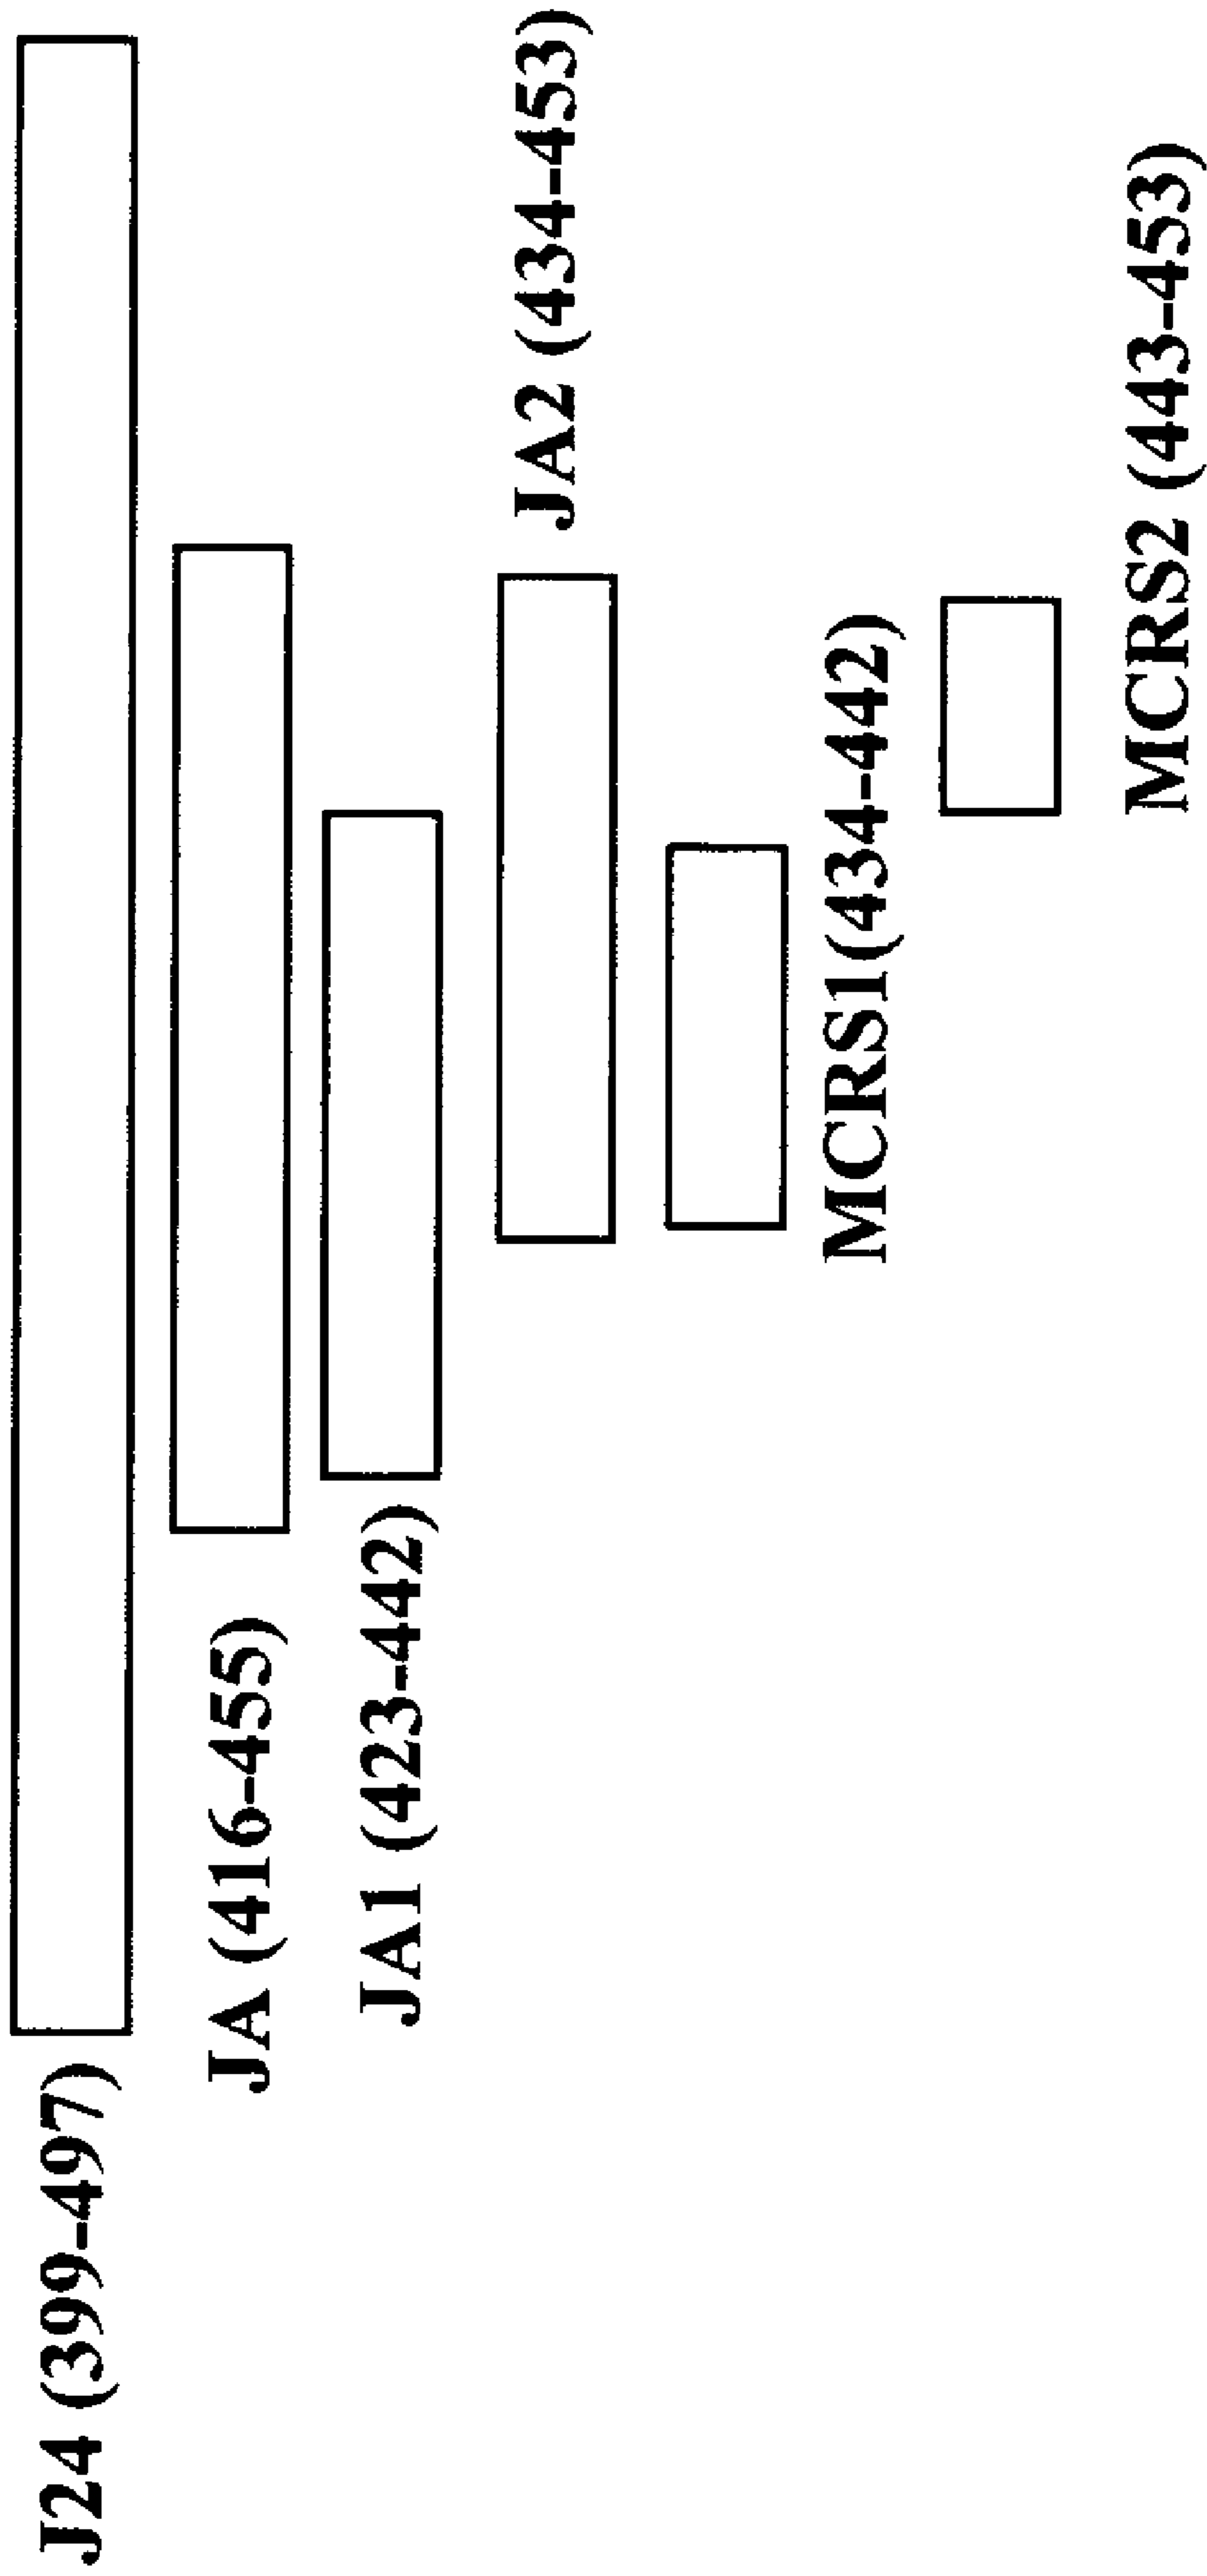 J24 (399-497)
JA (416-455)
JA1 (423-442)
JA2 (434-453)
MCRS1(434-442)
MCRS2 (443-453)